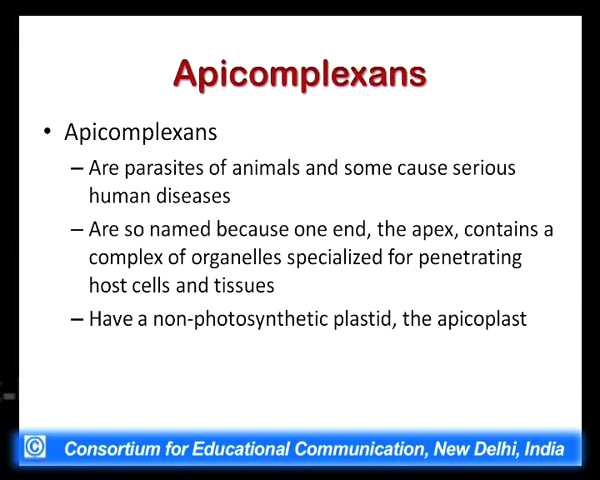 Apicomplexans
• Apicomplexans
– Are parasites of animals and some cause serious
human diseases
– Are so named because one end, the apex, contains a
complex of organelles specialized for penetrating
host cells and tissues
– Have a non-photosynthetic plastid, the apicoplast
© Consortium for Educational Communication, New Delhi, India